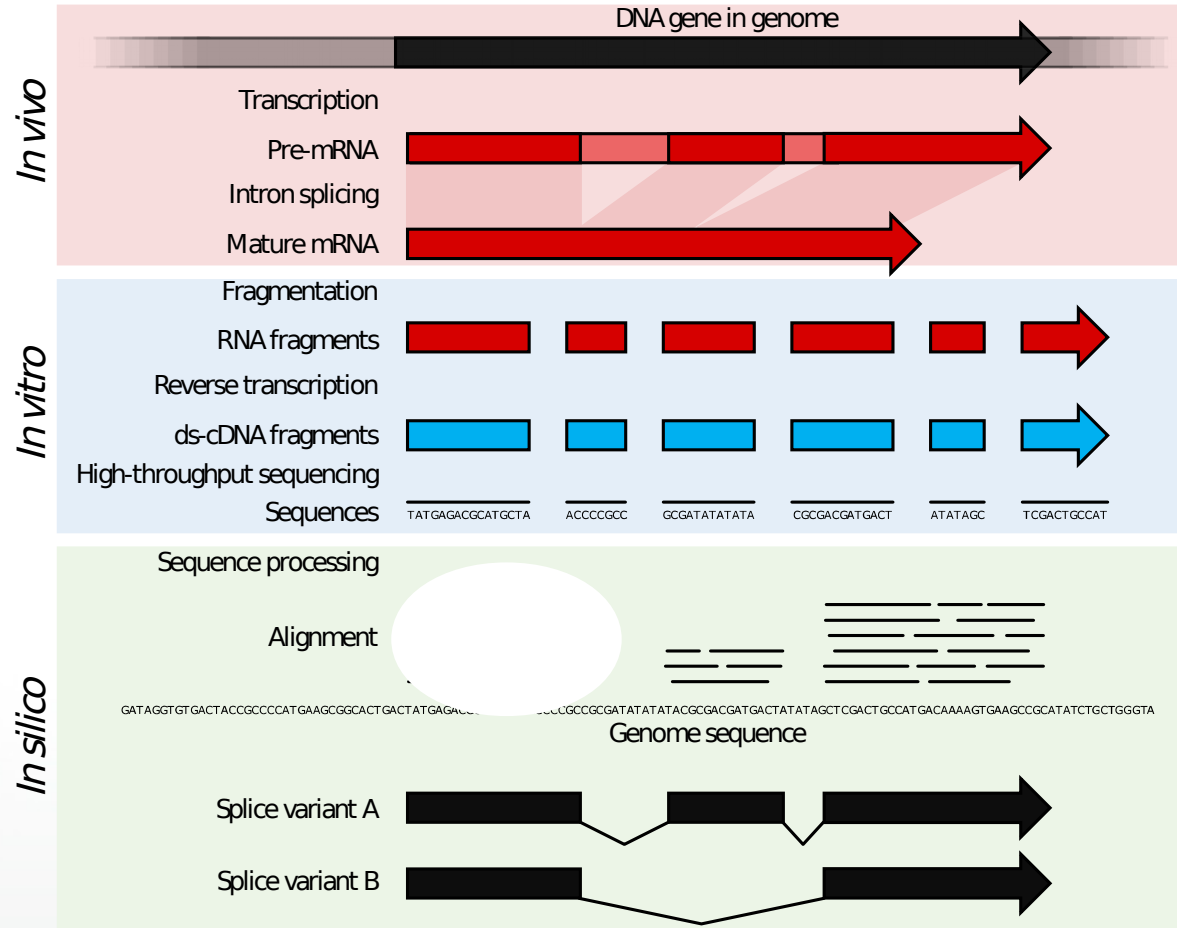 In vivo
DNA gene in genome
Transcription
Pre-mRNA
Intron splicing
Mature mRNA
In vitro
Fragmentation
RNA fragments
Reverse transcription
ds-cDNA fragments
High-throughput sequencing
Sequences TATGAGACGCATGCTA ACCCCGCC GCGATATATATA CGCGACGATGACT ATATAGC TCGACTGCCAT
In silico
Sequence processing
Alignment
GATAGGTGTGACTACCGCCCCATGAAGCGGCACTGACTATGAGAC CCGCCGCGATATATATACGCGACGATGACTATATAGCTCGACTGCCATGACAAAAGTGAAGCCGCATATCTGCTGGGTA
Genome sequence
Splice variant A
Splice variant B